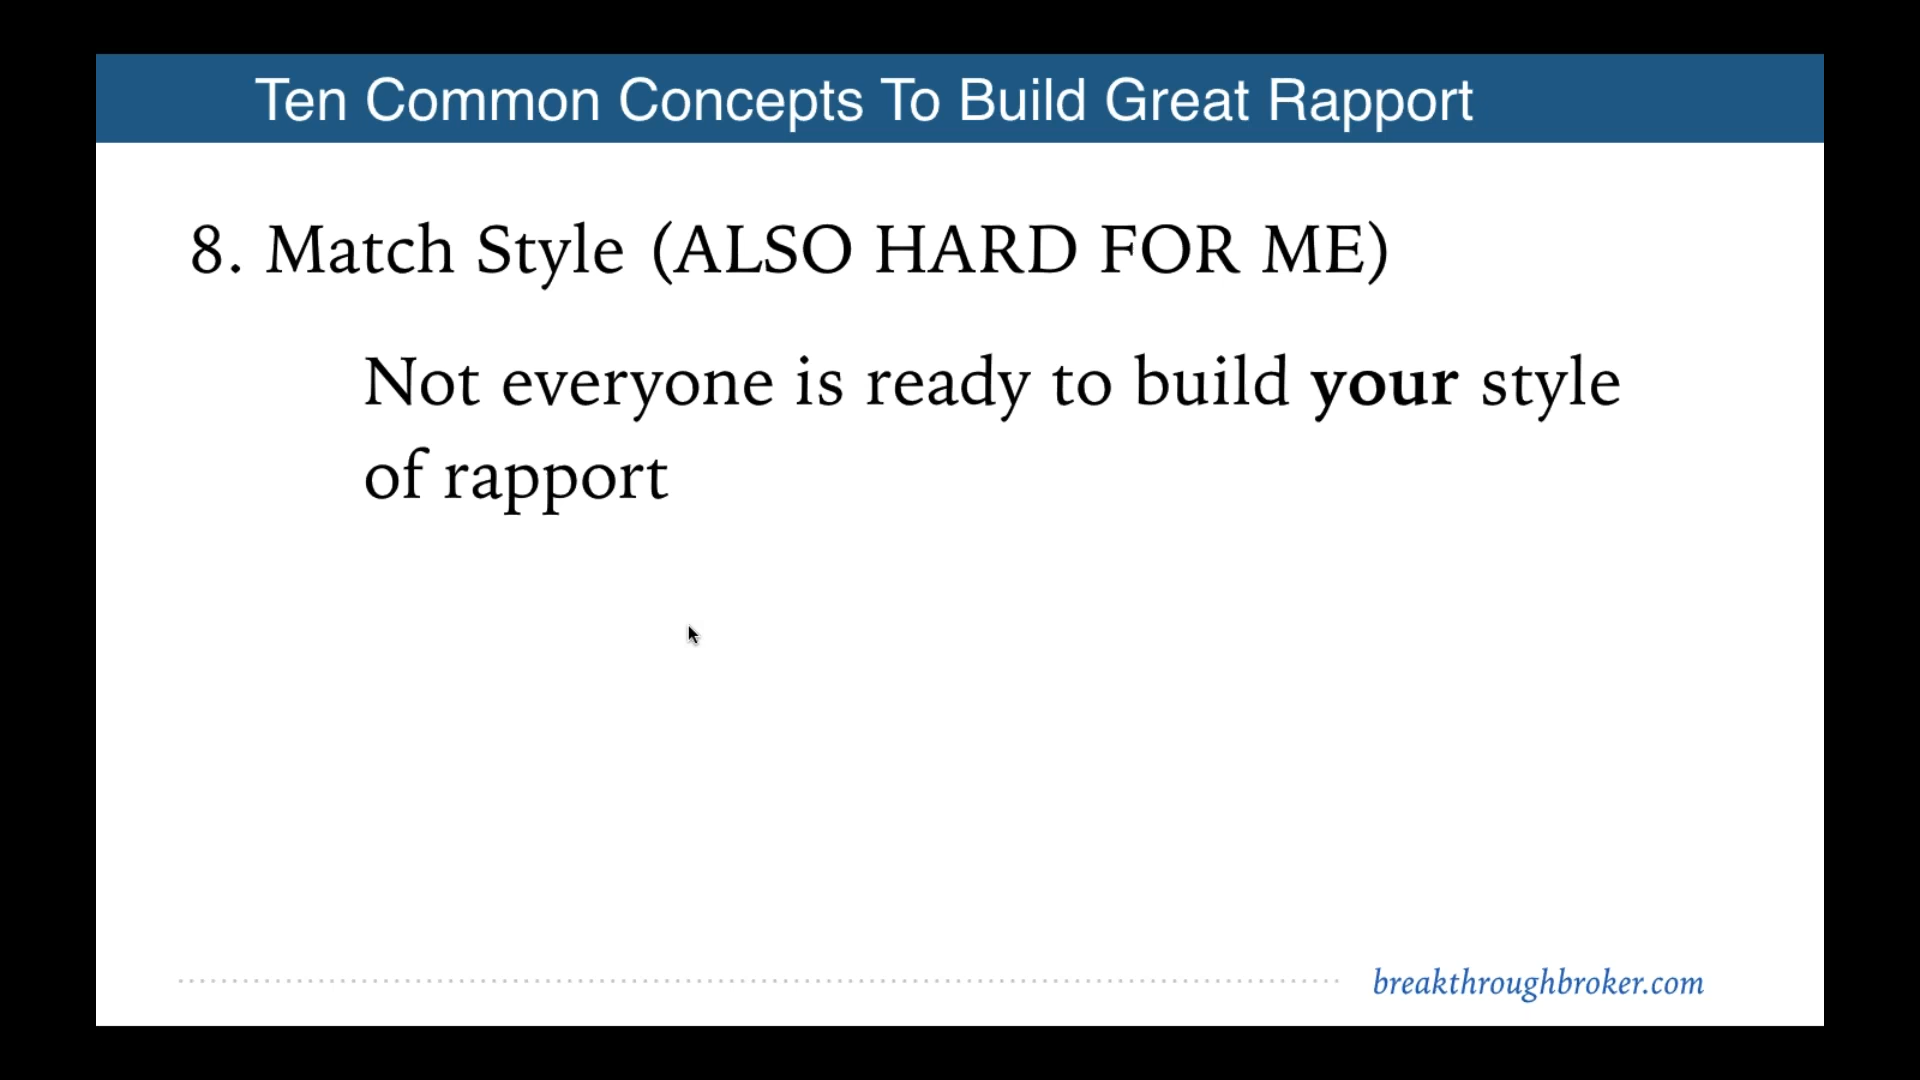 Ten Common Concepts To Build Great Rapport
8. Match Style (ALSO HARD FOR ME)
Not everyone is ready to build your style
of rapport
breakthroughbroker.com